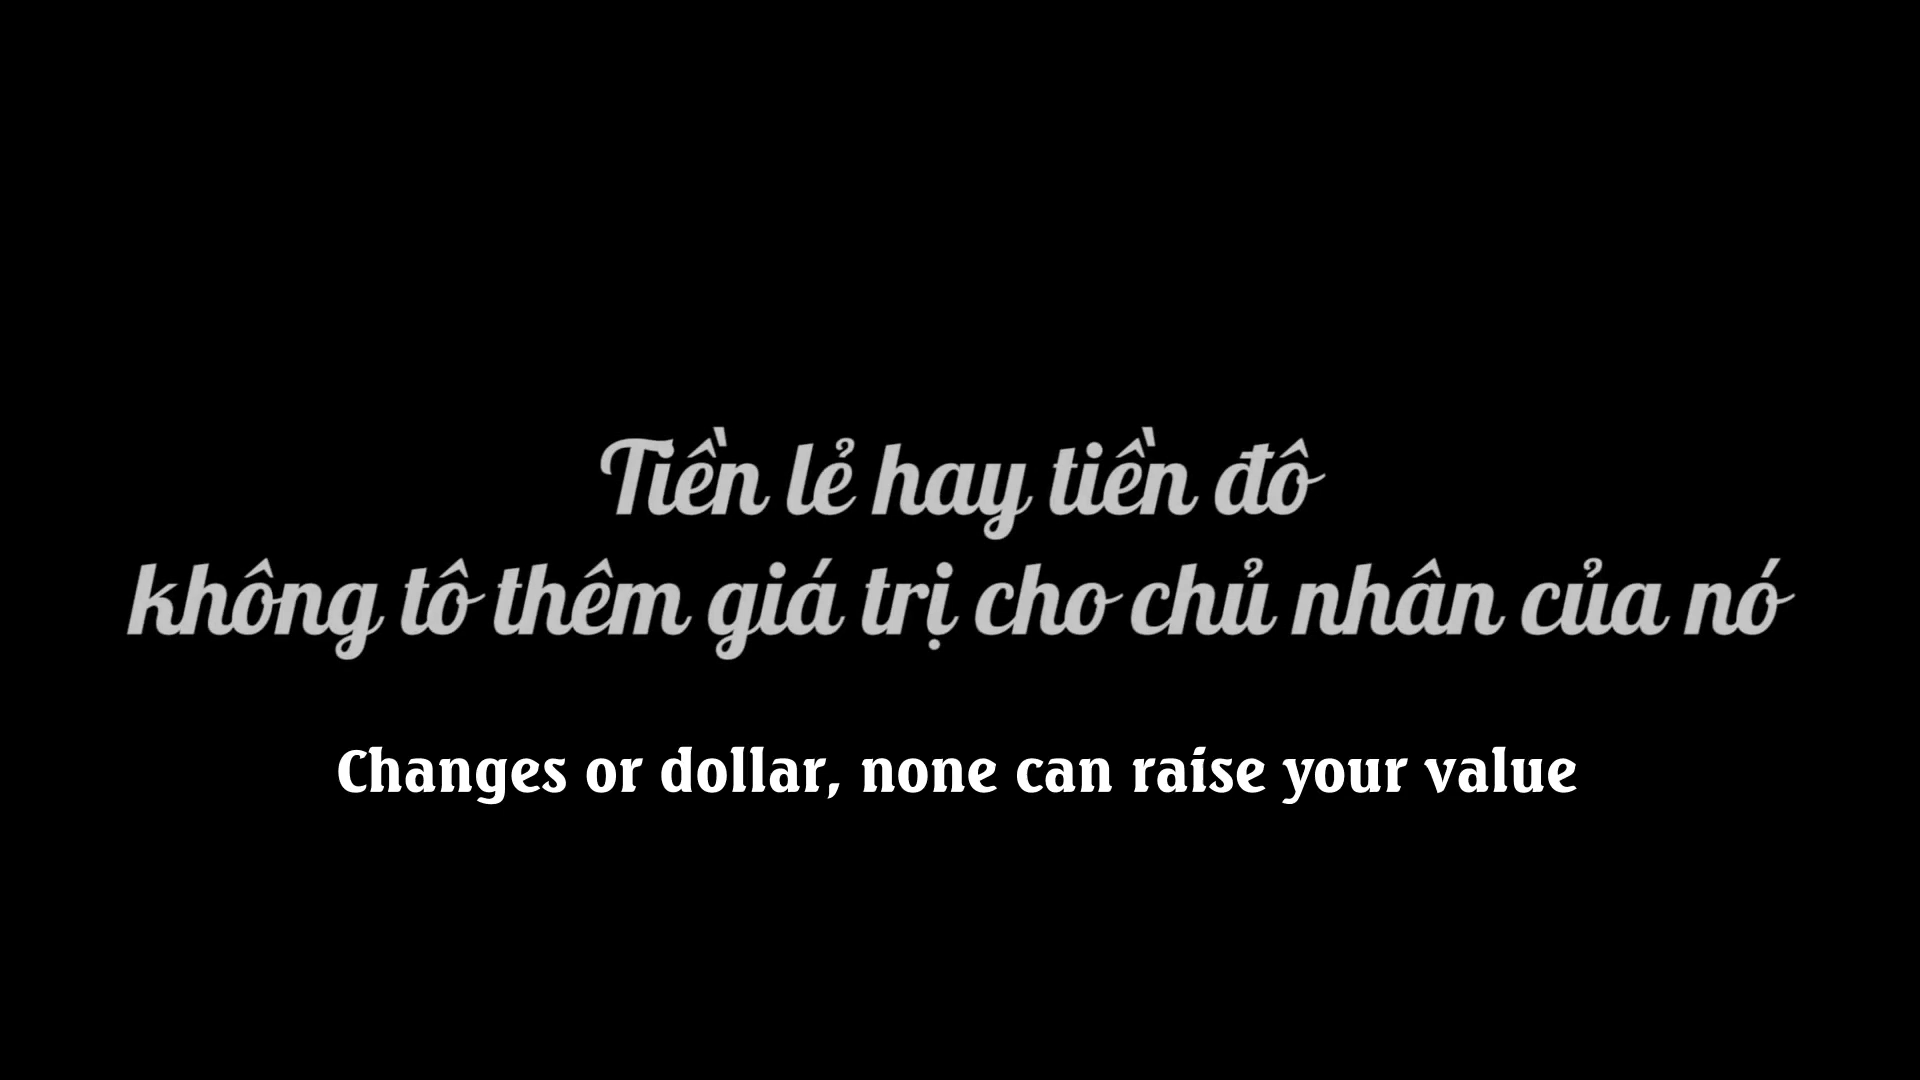 Tiền lẻ hay tiền đô
không tô thêm giá trị cho chủ nhân của nó
Changes or dollar, none can raise your value